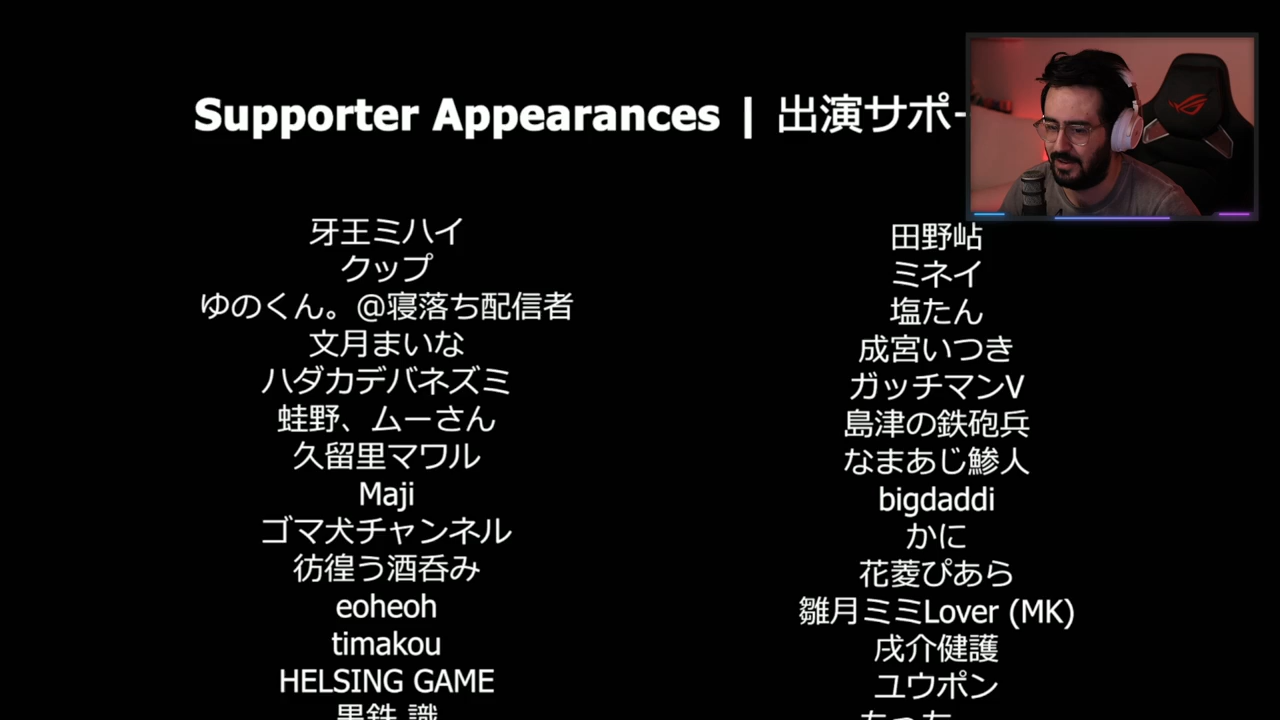 Supporter Appearances | 出演サポー
牙王ミハイ
クップ
ゆのくん。@寝落ち配信者
文月まいな
ハダカデバネズミ
蛙野、ムーさん
久留里マワル
Maji
ゴマ犬チャンネル
彷徨う酒呑み
eoheoh
timakou
HELSING GAME
黒鉄 識
田野岾
ミネイ
塩たん
成宮いつき
ガッチマンV
島津の鉄砲兵
なまあじ鯵人
bigdaddi
かに
花菱ぴあら
雛月ミミLover (MK)
戌介健護
ユウポン